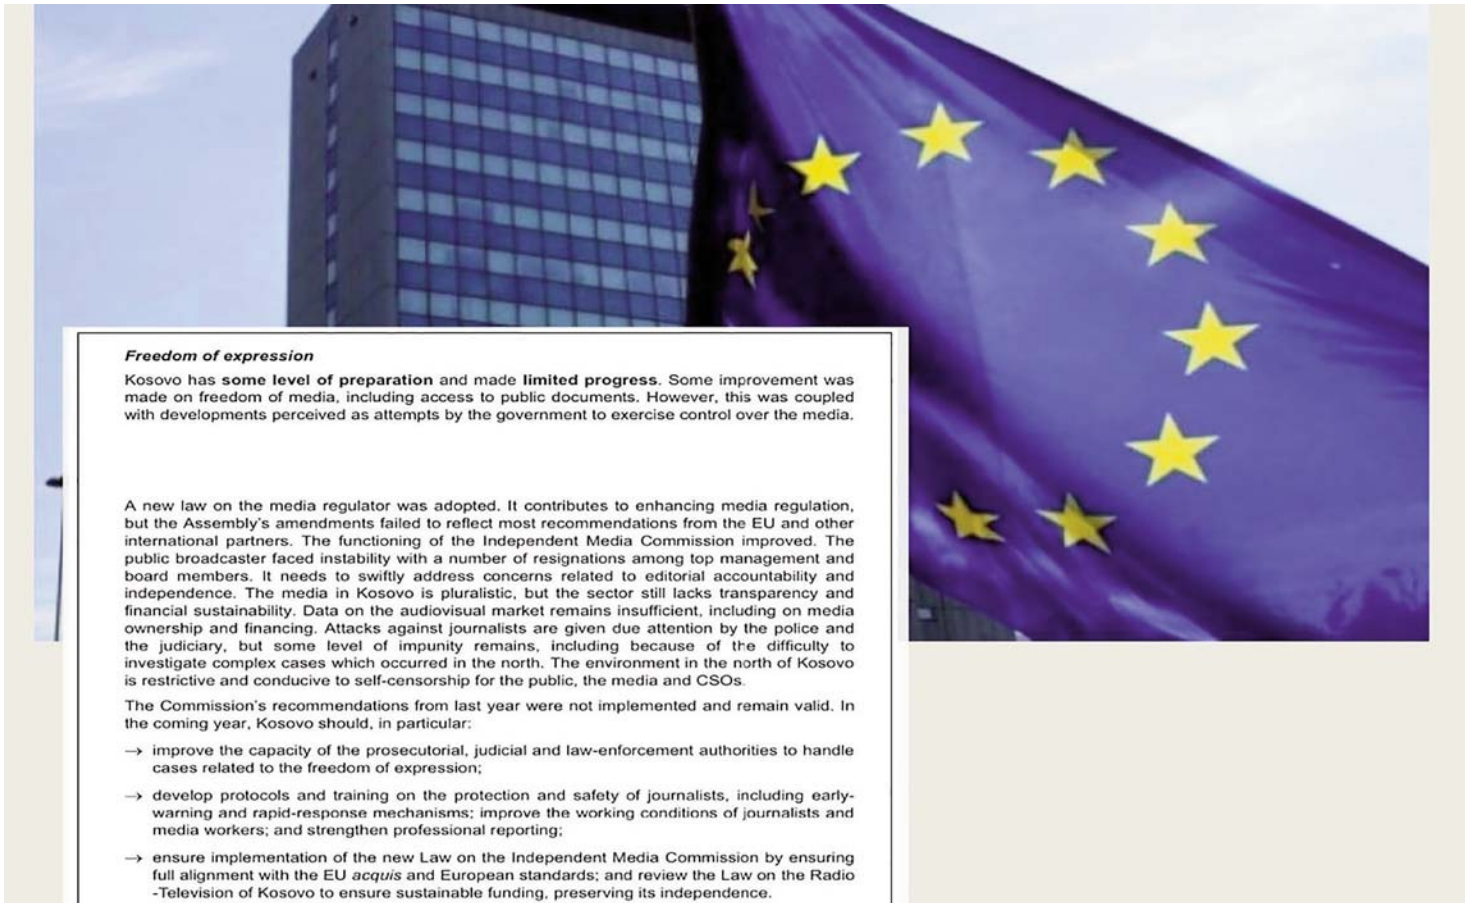 Freedom of expression
Kosovo has some level of preparation and made limited progress. Some improvement was
made on freedom of media, including access to public documents. However, this was coupled
with developments perceived as attempts by the government to exercise control over the media.
A new law on the media regulator was adopted. It contributes to enhancing media regulation,
but the Assembly's amendments failed to reflect most recommendations from the EU and other
international partners. The functioning of the Independent Media Commission improved. The
public broadcaster faced instability with a number of resignations among top management and
board members. It needs to swiftly address concerns related to editorial accountability and
independence. The media in Kosovo is pluralistic, but the sector still lacks transparency and
financial sustainability. Data on the audiovisual market remains insufficient, including on media
ownership and financing. Attacks against journalists are given due attention by the police and
the judiciary, but some level of impunity remains, including because of the difficulty to
investigate complex cases which occurred in the north. The environment in the north of Kosovo
is restrictive and conducive to self-censorship for the public, the media and CSOs.
The Commission's recommendations from last year were not implemented and remain valid. In
the coming year, Kosovo should, in particular:
→ improve the capacity of the prosecutorial, judicial and law-enforcement authorities to handle
cases related to the freedom of expression;
→ develop protocols and training on the protection and safety of journalists, including early-
warning and rapid-response mechanisms; improve the working conditions of journalists and
media workers; and strengthen professional reporting;
→ ensure implementation of the new Law on the Independent Media Commission by ensuring
full alignment with the EU acquis and European standards; and review the Law on the Radio
-Television of Kosovo to ensure sustainable funding, preserving its independence.